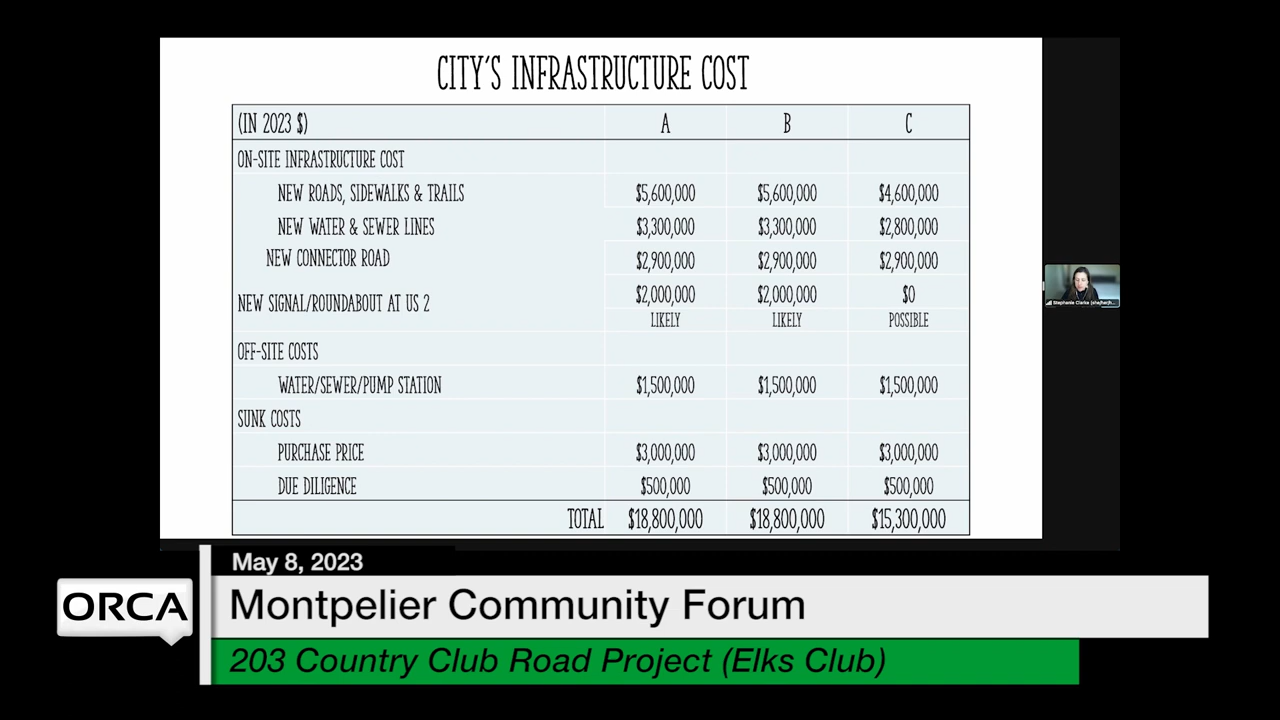 CITY'S INFRASTRUCTURE COST
(IN 2023 $) A B C
ON-SITE INFRASTRUCTURE COST
NEW ROADS, SIDEWALKS & TRAILS $5,600,000 $5,600,000 $4,600,000
NEW WATER & SEWER LINES $3,300,000 $3,300,000 $2,800,000
NEW CONNECTOR ROAD $2,900,000 $2,900,000 $2,900,000
NEW SIGNAL/ROUNDABOUT AT US 2 $2,000,000 $2,000,000 $0
LIKELY LIKELY POSSIBLE
OFF-SITE COSTS
WATER/SEWER/PUMP STATION $1,500,000 $1,500,000 $1,500,000
SUNK COSTS
PURCHASE PRICE $3,000,000 $3,000,000 $3,000,000
DUE DILIGENCE $500,000 $500,000 $500,000
TOTAL $18,800,000 $18,800,000 $15,300,000
Stephanie Clarke
May 8, 2023
ORCA
Montpelier Community Forum
203 Country Club Road Project (Elks Club)